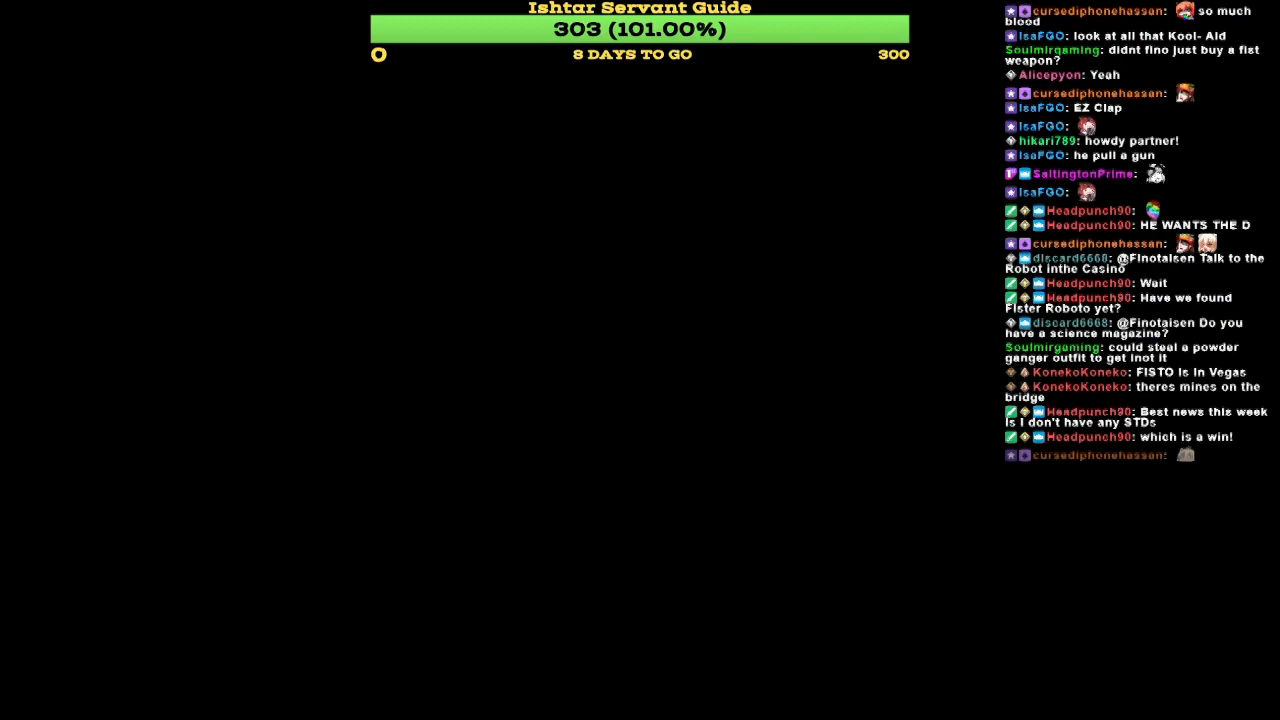 Ishtar Servant Guide
303 (101.00%)
0 8 DAYS TO GO 300
cursediphonehassan: so much
blood
IsaFGO: look at all that Kool- Aid
Soulmirgaming: didnt fino just buy a fist
weapon?
Alicepyon: Yeah
cursediphonehassan:
IsaFGO: EZ Clap
IsaFGO:
hikari789: howdy partner!
IsaFGO: he pull a gun
SaltingtonPrime:
IsaFGO:
Headpunch90:
Headpunch90: HE WANTS THE D
cursediphonehassan:
discard6668: @Finotaisen Talk to the
Robot inthe Casino
Headpunch90: Wait
Headpunch90: Have we found
Fister Roboto yet?
discard6668: @Finotaisen Do you
have a science magazine?
Soulmirgaming: could steal a powder
ganger outfit to get inot it
KonekoKoneko: FISTO is in Vegas
KonekoKoneko: theres mines on the
bridge
Headpunch90: Best news this week
is I don't have any STDs
Headpunch90: which is a win!
cursediphonehassan: